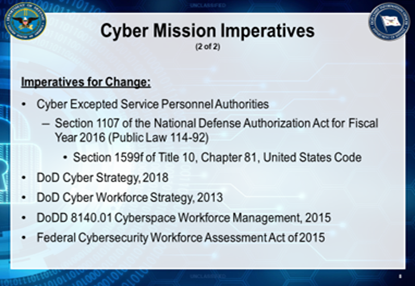 UNCLASSIFIED
Cyber Mission Imperatives
(2 of 2)
Imperatives for Change:
• Cyber Excepted Service Personnel Authorities
– Section 1107 of the National Defense Authorization Act for Fiscal
Year 2016 (Public Law 114-92)
• Section 1599f of Title 10, Chapter 81, United States Code
• DoD Cyber Strategy, 2018
• DoD Cyber Workforce Strategy, 2013
• DoDD 8140.01 Cyberspace Workforce Management, 2015
• Federal Cybersecurity Workforce Assessment Act of 2015
UNCLASSIFIED